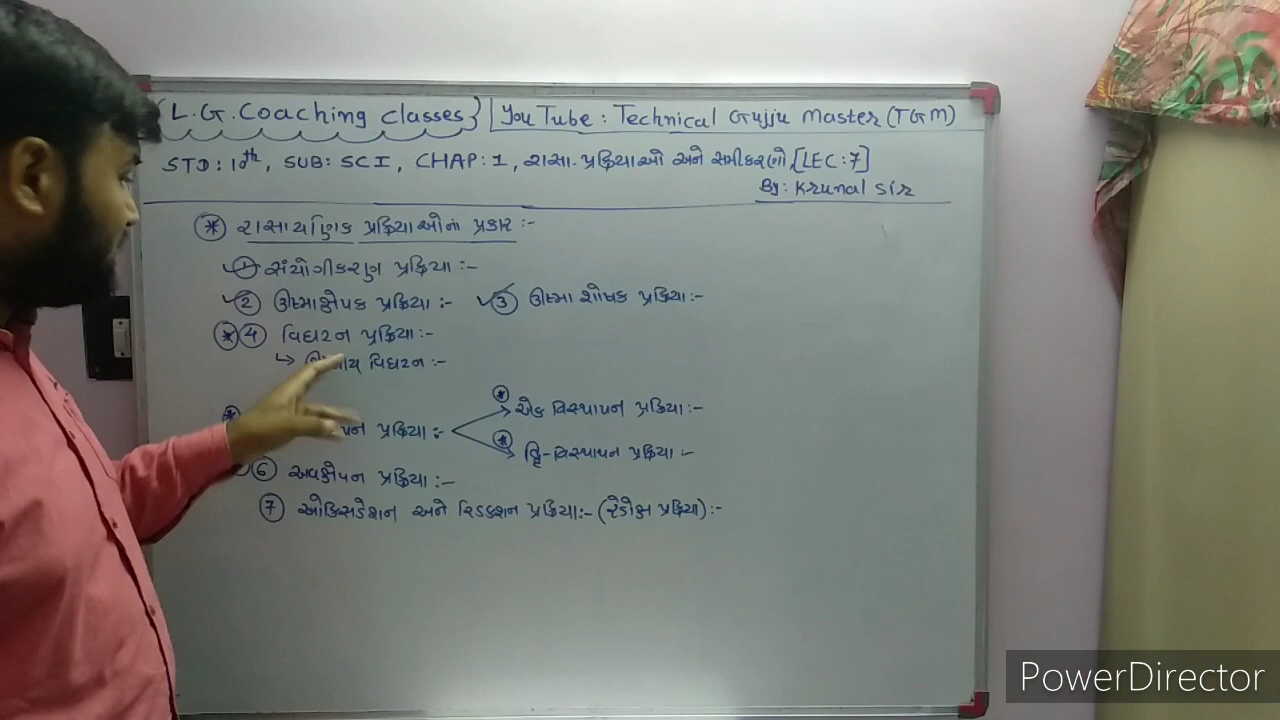 {L.G. Coaching classes} | YouTube : Technical Gujju Master (TGM)
STD : 10th, SUB : SCI, CHAP : 1, રાસા. પ્રક્રિયાઓ અને સમીકરણો, [LEC : 7]
By : Krunal Sir
* રાસાયણિક પ્રક્રિયાઓનાં પ્રકાર :-
1 સંયોગીકરણ પ્રક્રિયા :-
2 ઊષ્માક્ષેપક પ્રક્રિયા :- 3 ઊષ્મા શોષક પ્રક્રિયા :-
* 4 વિઘટન પ્રક્રિયા :-
↳ વિઘટન :-
* પ્રક્રિયા :-
* એક વિસ્થાપન પ્રક્રિયા :-
* દ્વિ-વિસ્થાપન પ્રક્રિયા :-
6 અવક્ષેપન પ્રક્રિયા :-
7 ઓક્સિડેશન અને રિડક્શન પ્રક્રિયા :- (રેડોક્ષ પ્રક્રિયા) :-
PowerDirector